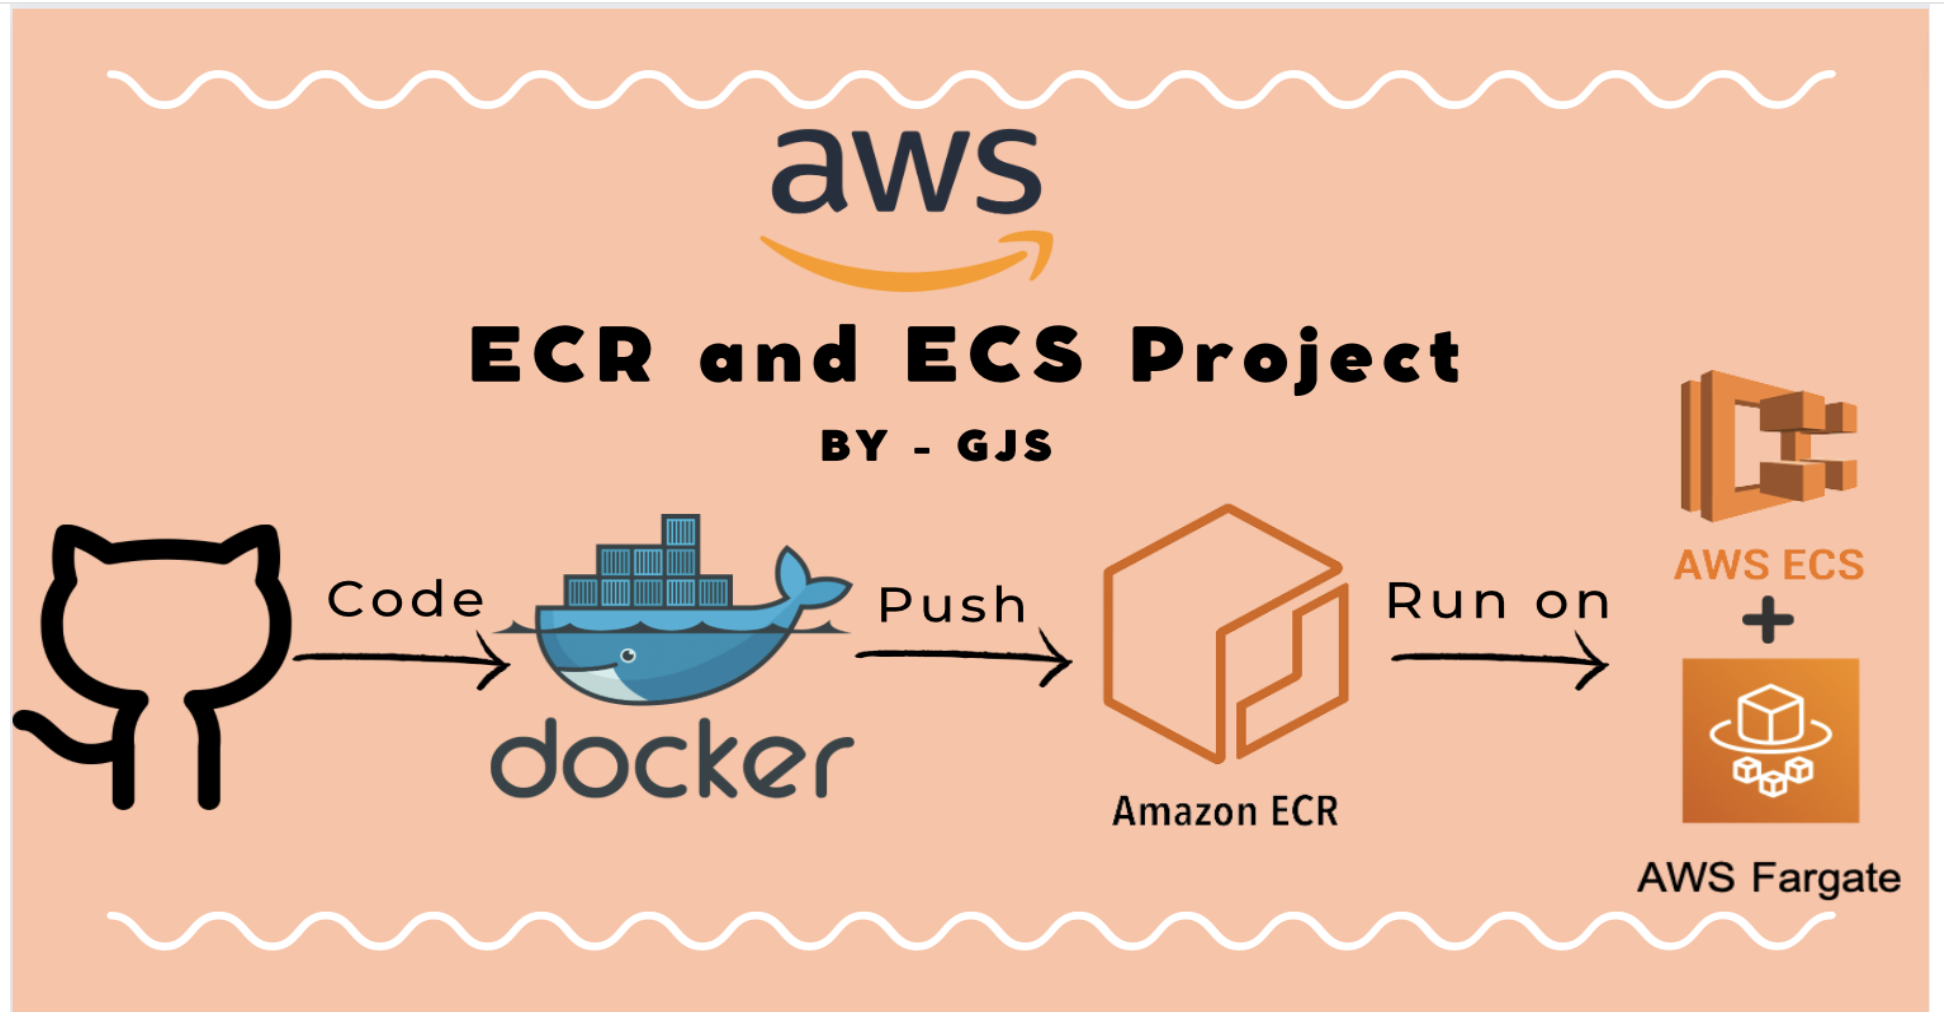 aws
ECR and ECS Project
BY - GJS
Code
Push
Run on
docker
Amazon ECR
AWS ECS
+
AWS Fargate